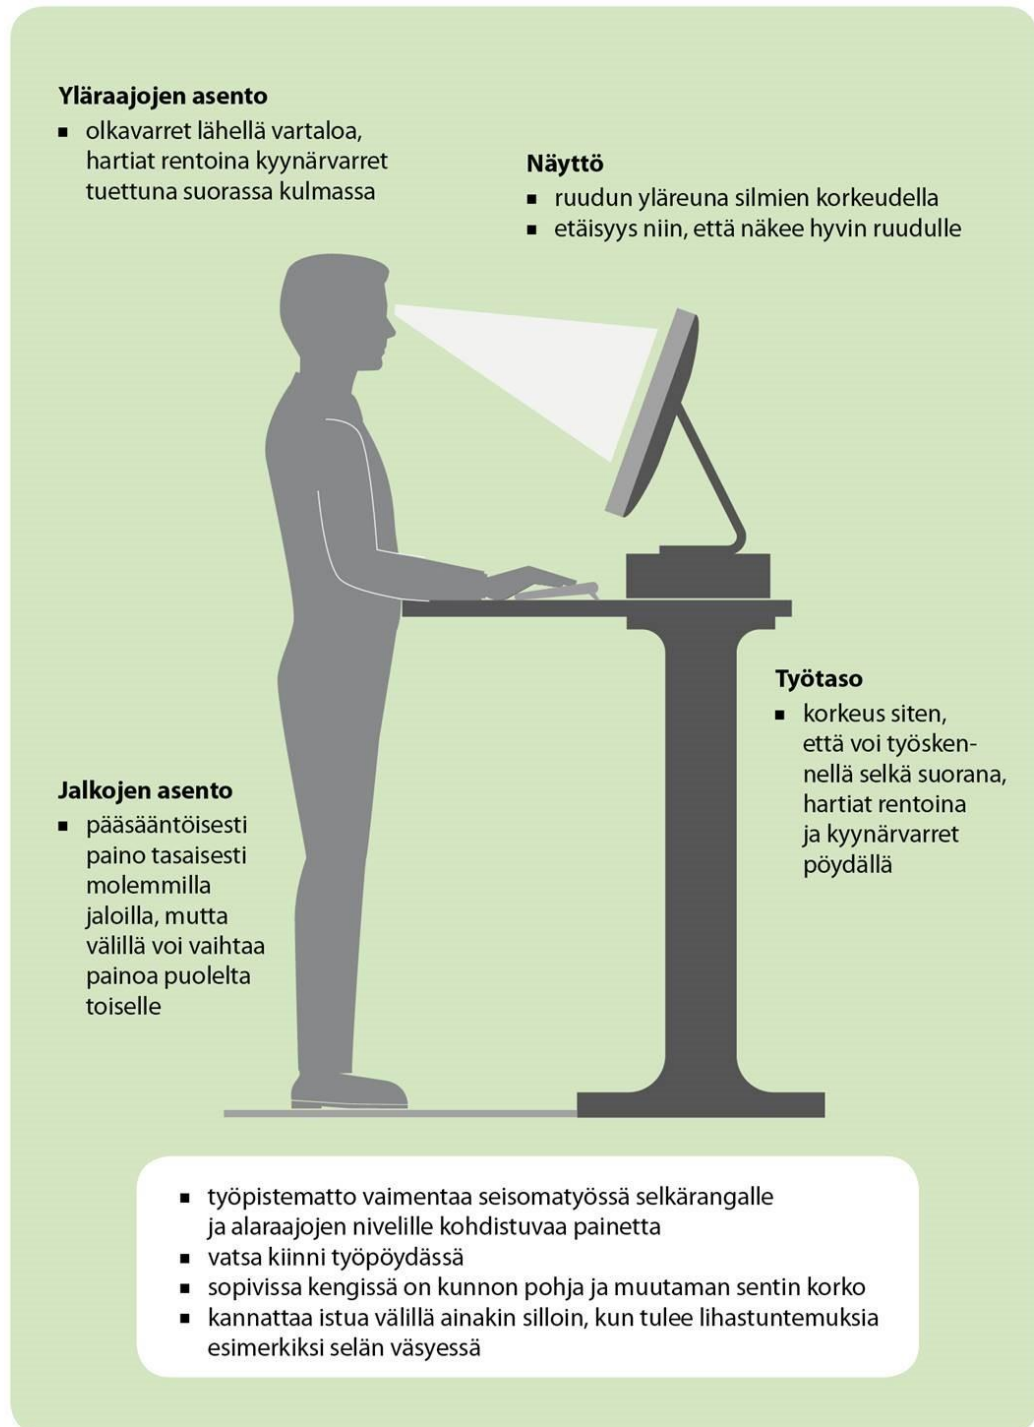 Yläraajojen asento
▪ olkavarret lähellä vartaloa,
hartiat rentoina kyynärvarret
tuettuna suorassa kulmassa
Näyttö
▪ ruudun yläreuna silmien korkeudella
▪ etäisyys niin, että näkee hyvin ruudulle
Työtaso
▪ korkeus siten,
että voi työsken-
nellä selkä suorana,
hartiat rentoina
ja kyynärvarret
pöydällä
Jalkojen asento
▪ pääsääntöisesti
paino tasaisesti
molemmilla
jaloilla, mutta
välillä voi vaihtaa
painoa puolelta
toiselle
▪ työpistematto vaimentaa seisomatyössä selkärangalle
ja alaraajojen nivelille kohdistuvaa painetta
▪ vatsa kiinni työpöydässä
▪ sopivissa kengissä on kunnon pohja ja muutaman sentin korko
▪ kannattaa istua välillä ainakin silloin, kun tulee lihastuntemuksia
esimerkiksi selän väsyessä